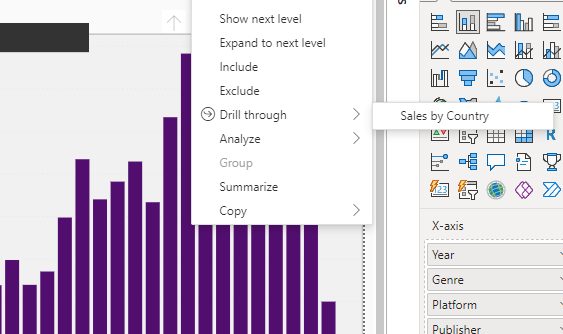 Show next level
Expand to next level
Include
Exclude
Drill through
Sales by Country
Analyze
Group
Summarize
Copy
123
R
X-axis
Year
Genre
Platform
Publisher